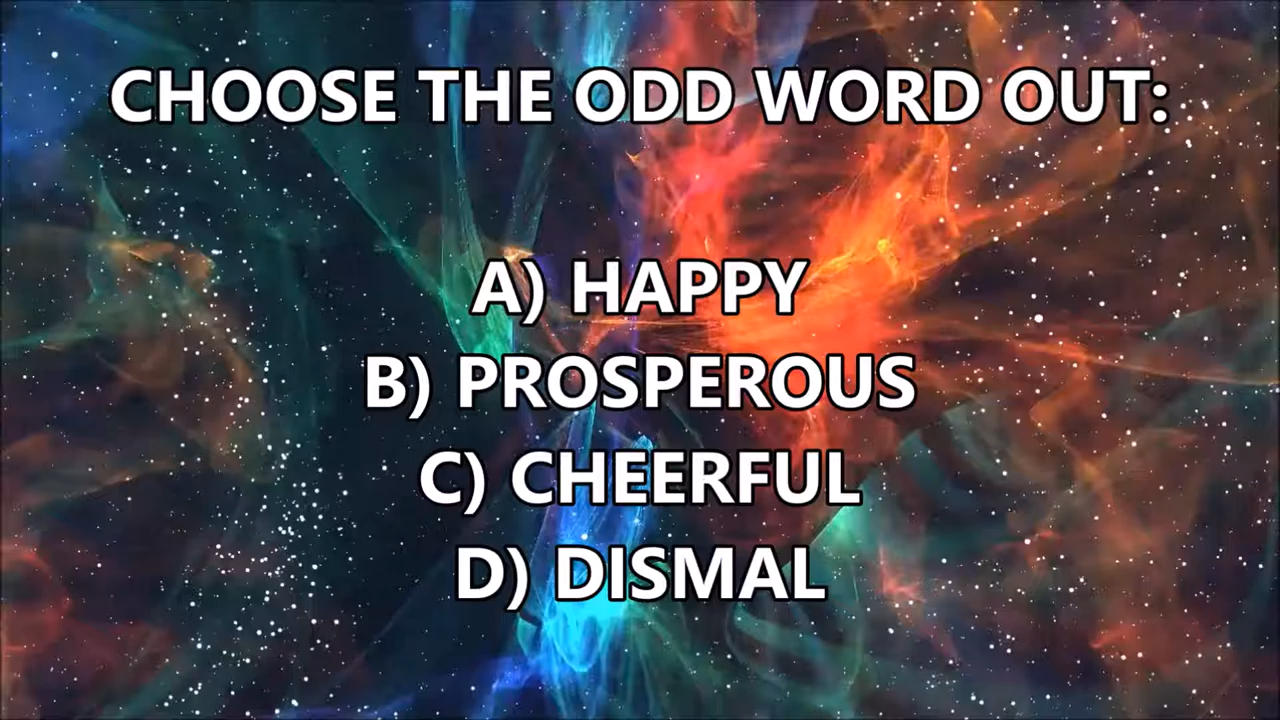 CHOOSE THE ODD WORD OUT:
A) HAPPY
B) PROSPEROUS
C) CHEERFUL
D) DISMAL